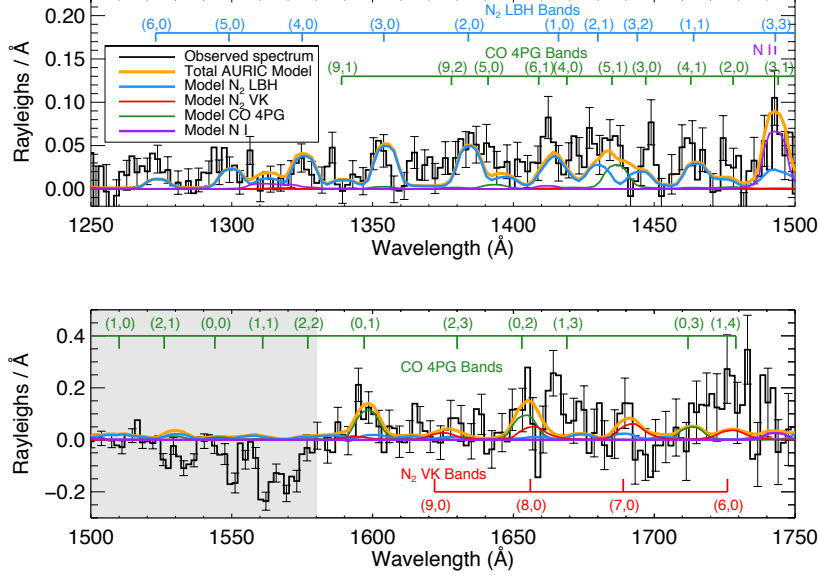 N₂ LBH Bands
(6,0) (5,0) (4,0) (3,0) (2,0) (1,0) (2,1) (3,2) (1,1) (3,3)
N I
CO 4PG Bands
(9,1) (9,2) (5,0) (6,1) (4,0) (5,1) (3,0) (4,1) (2,0) (3,1)
Observed spectrum
Total AURIC Model
Model N₂ LBH
Model N₂ VK
Model CO 4PG
Model N I
0.20
0.15
0.10
0.05
0.00
Rayleighs / Å
1250 1300 1350 1400 1450 1500
Wavelength (Å)
(1,0) (2,1) (0,0) (1,1) (2,2) (0,1) (2,3) (0,2) (1,3) (0,3) (1,4)
CO 4PG Bands
0.4
0.2
0.0
−0.2
Rayleighs / Å
N₂ VK Bands
(9,0) (8,0) (7,0) (6,0)
1500 1550 1600 1650 1700 1750
Wavelength (Å)